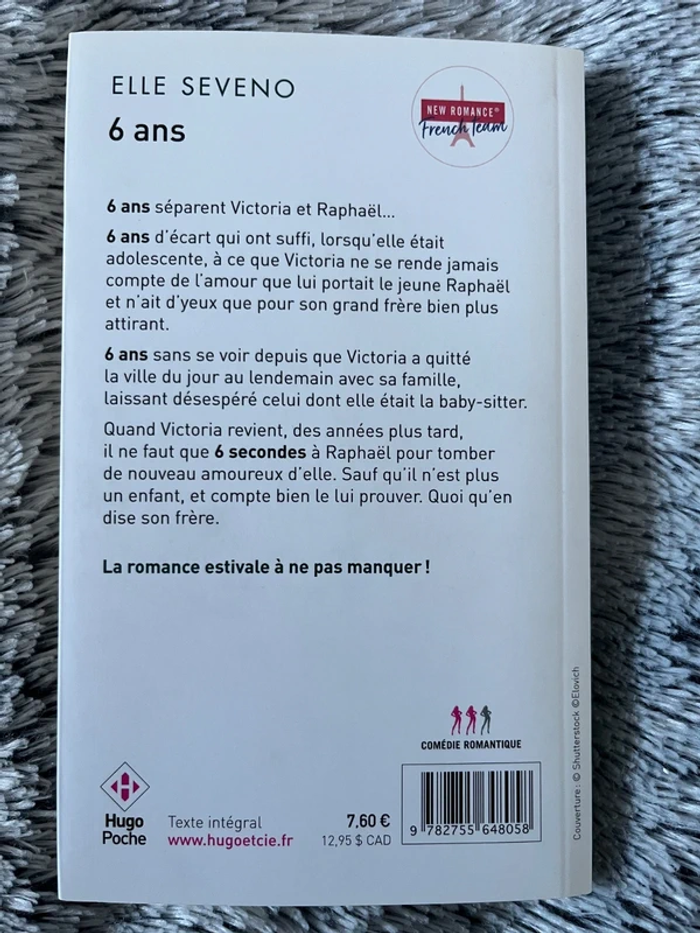 ELLE SEVENO
6 ans
NEW ROMANCE®
French Team
6 ans séparent Victoria et Raphaël...
6 ans d'écart qui ont suffi, lorsqu'elle était
adolescente, à ce que Victoria ne se rende jamais
compte de l'amour que lui portait le jeune Raphaël
et n'ait d'yeux que pour son grand frère bien plus
attirant.
6 ans sans se voir depuis que Victoria a quitté
la ville du jour au lendemain avec sa famille,
laissant désespéré celui dont elle était la baby-sitter.
Quand Victoria revient, des années plus tard,
il ne faut que 6 secondes à Raphaël pour tomber
de nouveau amoureux d'elle. Sauf qu'il n'est plus
un enfant, et compte bien le lui prouver. Quoi qu'en
dise son frère.
La romance estivale à ne pas manquer !
COMÉDIE ROMANTIQUE
H
Hugo
Poche
Texte intégral
www.hugoetcie.fr
7,60 €
12,95 $ CAD
9 782755 648058
Couverture : © Shutterstock ©Elovich